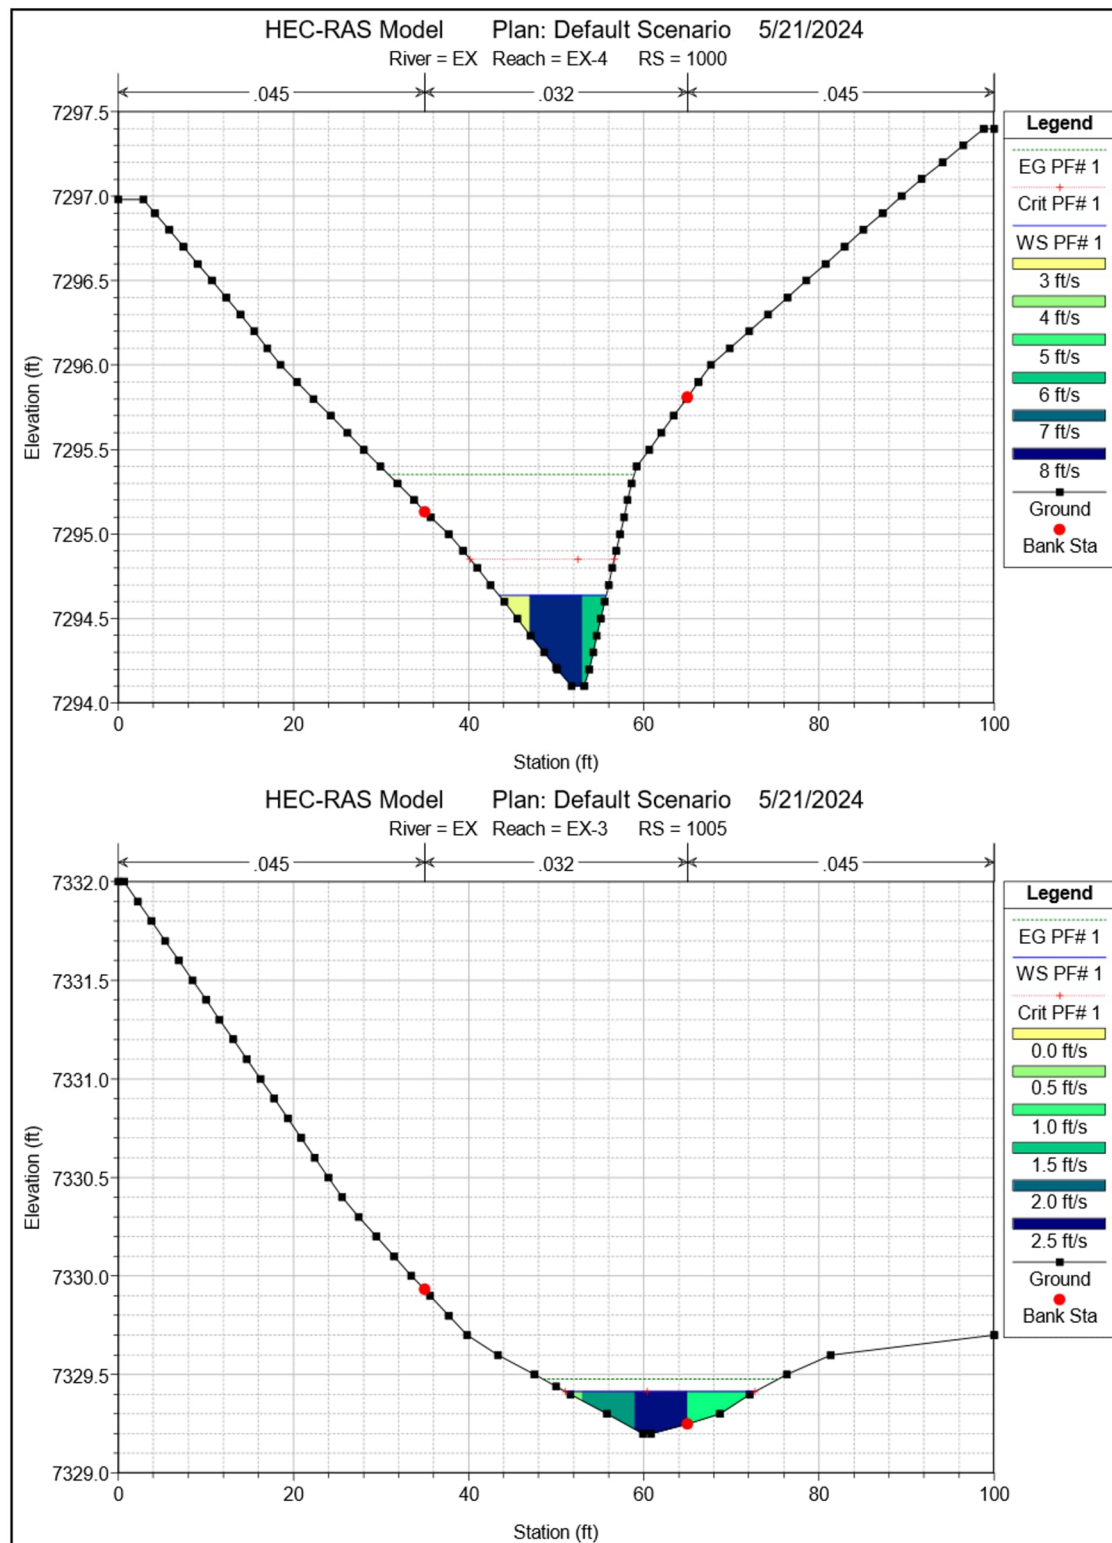 HEC-RAS Model Plan: Default Scenario 5/21/2024
River = EX Reach = EX-4 RS = 1000
.045 .032 .045
7297.5
7297.0
7296.5
7296.0
7295.5
7295.0
7294.5
7294.0
Elevation (ft)
0 20 40 60 80 100
Station (ft)
Legend
EG PF# 1
Crit PF# 1
WS PF# 1
3 ft/s
4 ft/s
5 ft/s
6 ft/s
7 ft/s
8 ft/s
Ground
Bank Sta
HEC-RAS Model Plan: Default Scenario 5/21/2024
River = EX Reach = EX-3 RS = 1005
.045 .032 .045
7332.0
7331.5
7331.0
7330.5
7330.0
7329.5
7329.0
Elevation (ft)
0 20 40 60 80 100
Station (ft)
Legend
EG PF# 1
WS PF# 1
Crit PF# 1
0.0 ft/s
0.5 ft/s
1.0 ft/s
1.5 ft/s
2.0 ft/s
2.5 ft/s
Ground
Bank Sta